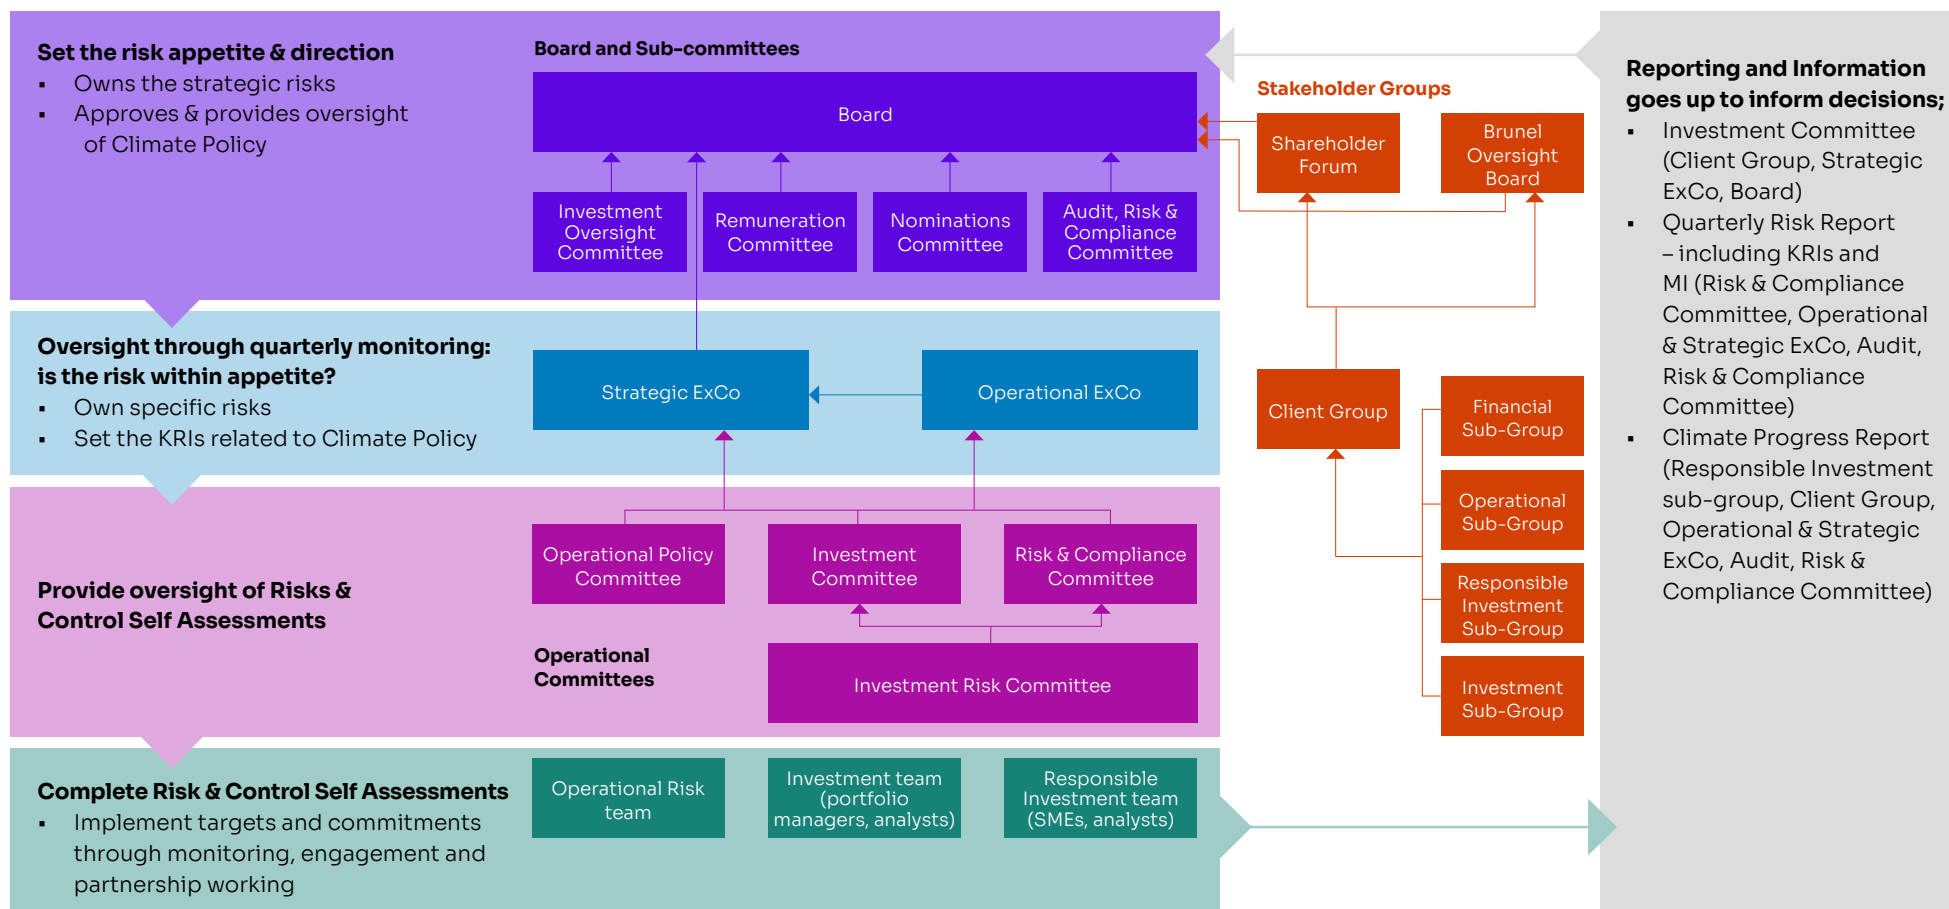 Set the risk appetite & direction
▪ Owns the strategic risks
▪ Approves & provides oversight
of Climate Policy
Board and Sub-committees
Board
Investment
Oversight
Committee
Remuneration
Committee
Nominations
Committee
Audit, Risk &
Compliance
Committee
Oversight through quarterly monitoring:
is the risk within appetite?
▪ Own specific risks
▪ Set the KRIs related to Climate Policy
Strategic ExCo
Operational ExCo
Provide oversight of Risks &
Control Self Assessments
Operational Policy
Committee
Investment
Committee
Risk & Compliance
Committee
Operational
Committees
Investment Risk Committee
Complete Risk & Control Self Assessments
▪ Implement targets and commitments
through monitoring, engagement and
partnership working
Operational Risk
team
Investment team
(portfolio
managers, analysts)
Responsible
Investment team
(SMEs, analysts)
Stakeholder Groups
Shareholder
Forum
Brunel
Oversight
Board
Client Group
Financial
Sub-Group
Operational
Sub-Group
Responsible
Investment
Sub-Group
Investment
Sub-Group
Reporting and Information
goes up to inform decisions;
▪ Investment Committee
(Client Group, Strategic
ExCo, Board)
▪ Quarterly Risk Report
– including KRIs and
MI (Risk & Compliance
Committee, Operational
& Strategic ExCo, Audit,
Risk & Compliance
Committee)
▪ Climate Progress Report
(Responsible Investment
sub-group, Client Group,
Operational & Strategic
ExCo, Audit, Risk &
Compliance Committee)